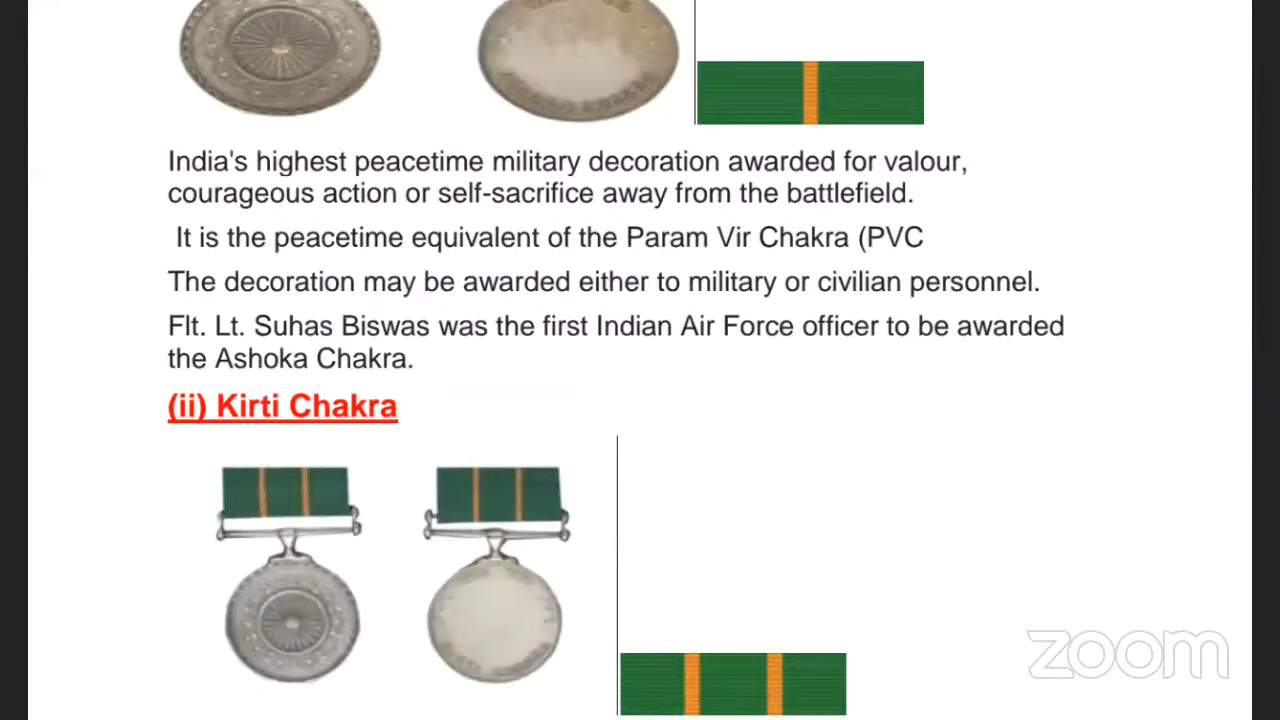 India's highest peacetime military decoration awarded for valour,
courageous action or self-sacrifice away from the battlefield.
It is the peacetime equivalent of the Param Vir Chakra (PVC
The decoration may be awarded either to military or civilian personnel.
Flt. Lt. Suhas Biswas was the first Indian Air Force officer to be awarded
the Ashoka Chakra.
(ii) Kirti Chakra
zoom